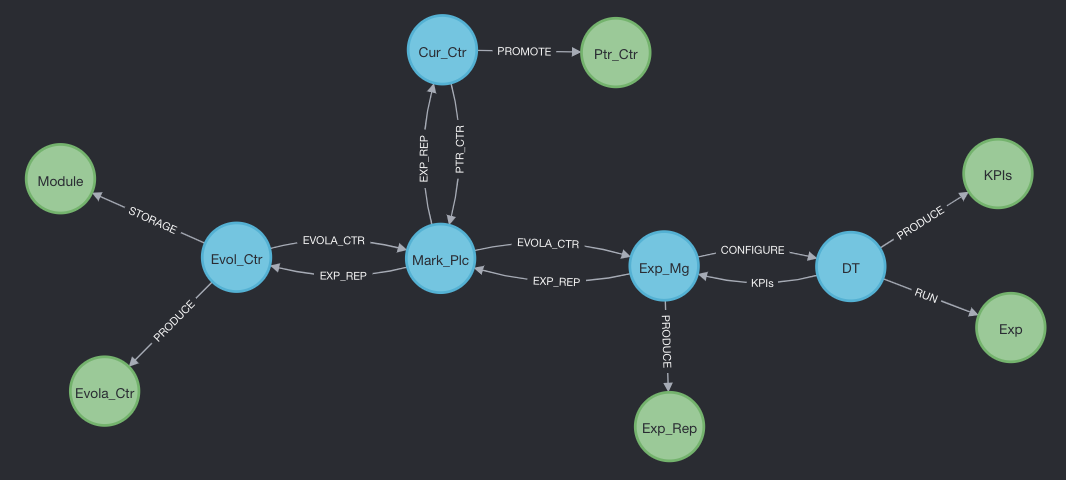 Cur_Ctr
PROMOTE
Ptr_Ctr
EXP_REP
PTR_CTR
Module
STORAGE
KPIs
PRODUCE
Evol_Ctr
EVOLA_CTR
EXP_REP
Mark_Plc
EVOLA_CTR
EXP_REP
Exp_Mg
CONFIGURE
KPIs
DT
RUN
Exp
PRODUCE
Evola_Ctr
PRODUCE
Exp_Rep